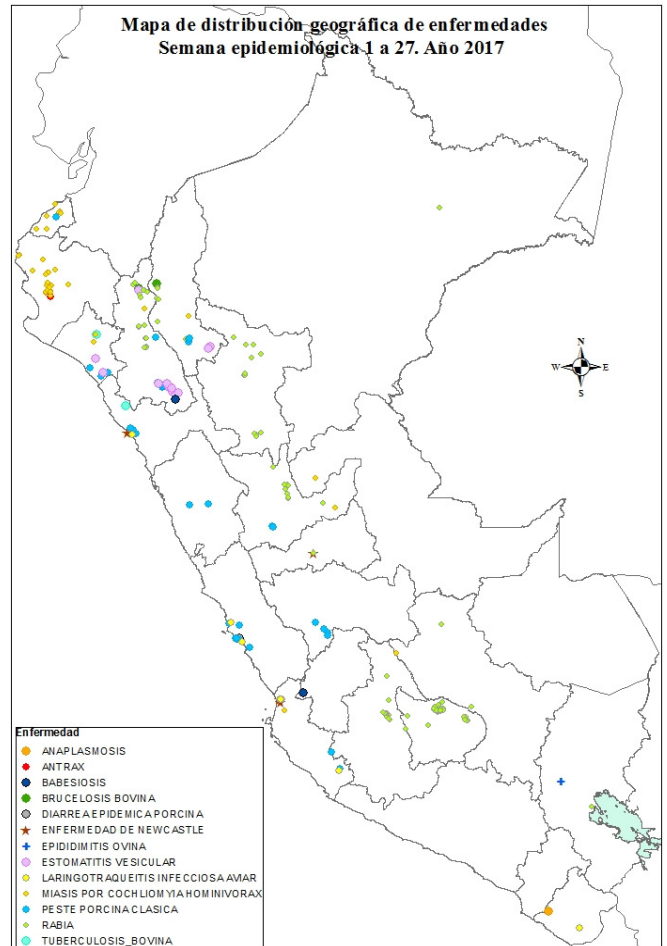 Mapa de distribución geográfica de enfermedades
Semana epidemiológica 1 a 27. Año 2017
N
W E
S
Enfermedad
ANAPLASMOSIS
ANTRAX
BABESIOSIS
BRUCELOSIS BOVINA
DIARREA EPIDEMICA PORCINA
ENFERMEDAD DE NEWCASTLE
EPIDIDIMITIS OVINA
ESTOMATITIS VESICULAR
LARINGOTRAQUEITIS INFECCIOSA AVIAR
MIASIS POR COCHLIOMYIA HOMINIVORAX
PESTE PORCINA CLASICA
RABIA
TUBERCULOSIS_BOVINA